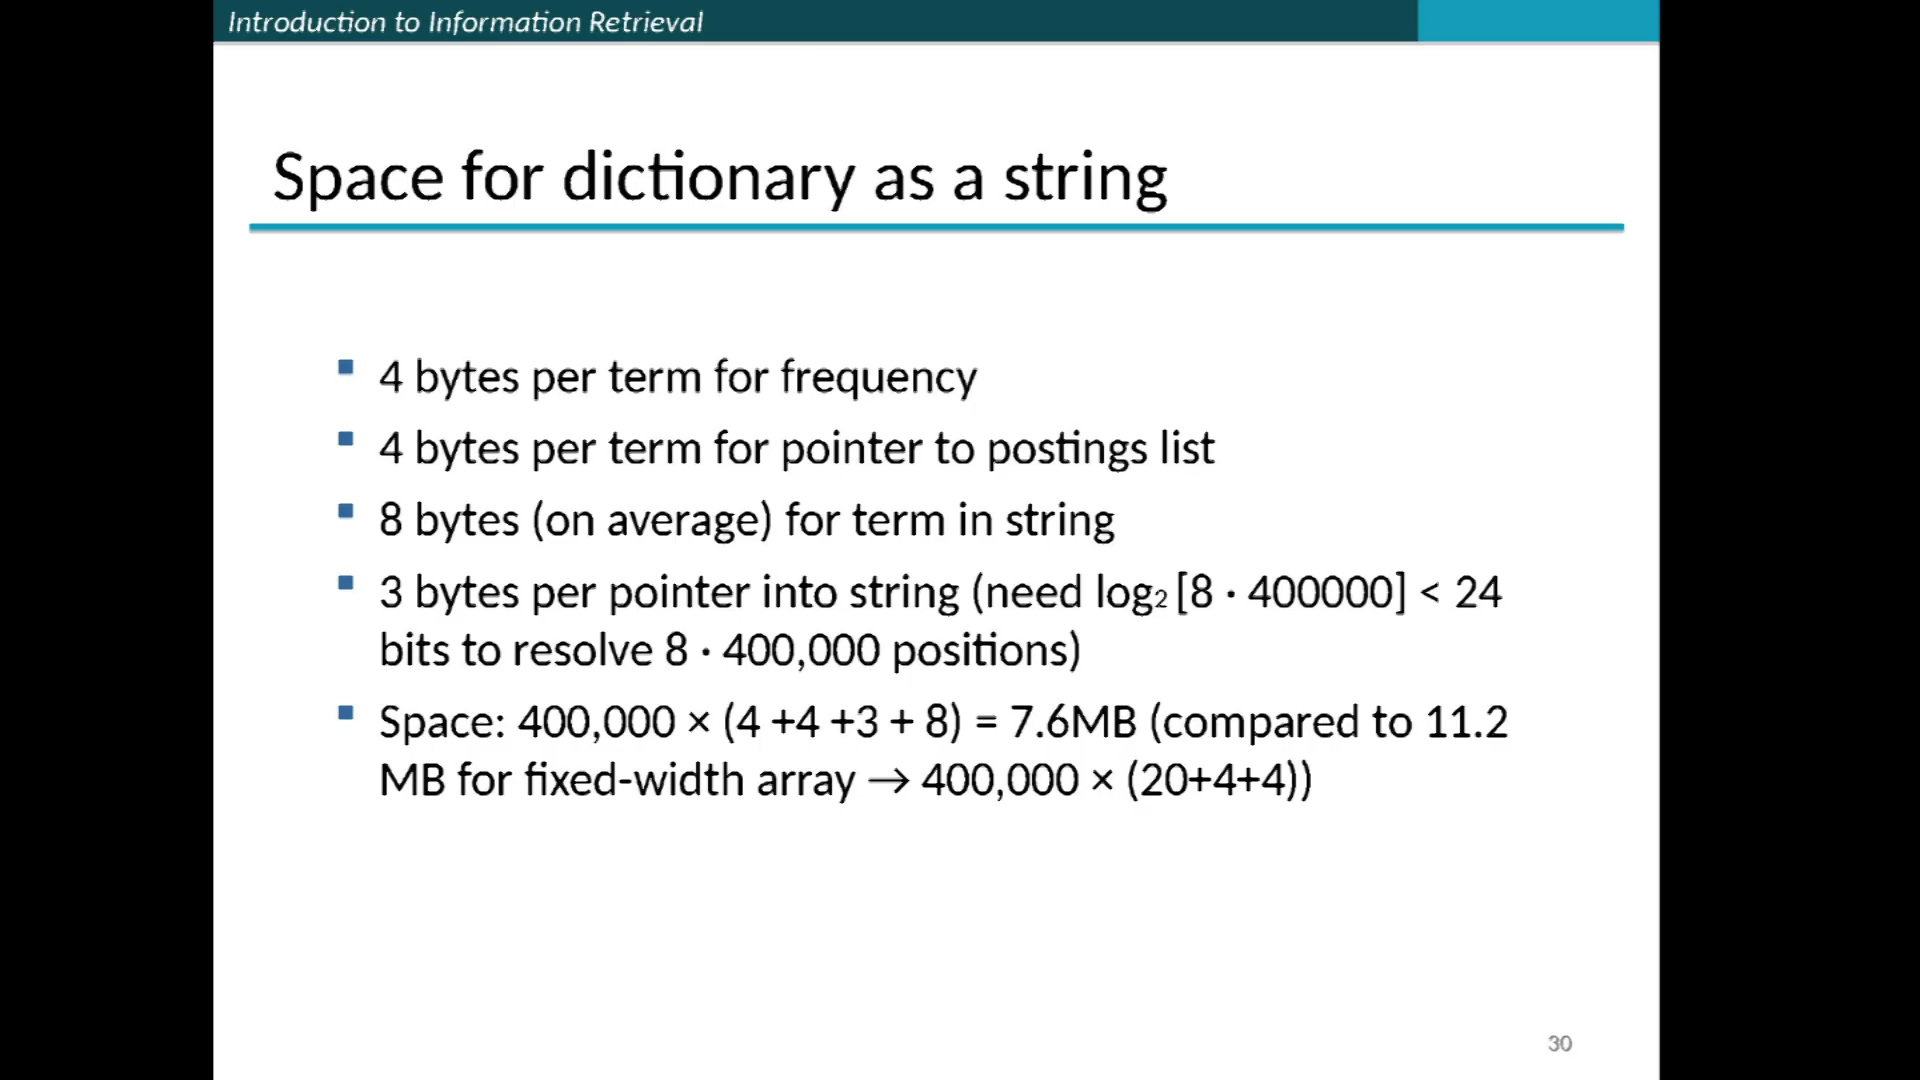 Introduction to Information Retrieval
Space for dictionary as a string
4 bytes per term for frequency
4 bytes per term for pointer to postings list
8 bytes (on average) for term in string
3 bytes per pointer into string (need log₂ [8 · 400000] < 24
bits to resolve 8 · 400,000 positions)
Space: 400,000 × (4 +4 +3 + 8) = 7.6MB (compared to 11.2
MB for fixed-width array → 400,000 × (20+4+4))
30